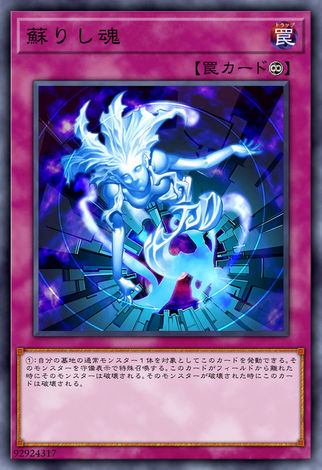 蘇りし魂
トラップ
罠
【罠カード】
①:自分の墓地の通常モンスター1体を対象としてこのカードを発動できる。そ
のモンスターを守備表示で特殊召喚する。このカードがフィールドから離れた
時にそのモンスターは破壊される。そのモンスターが破壊された時にこのカー
ドは破壊される。
92924317